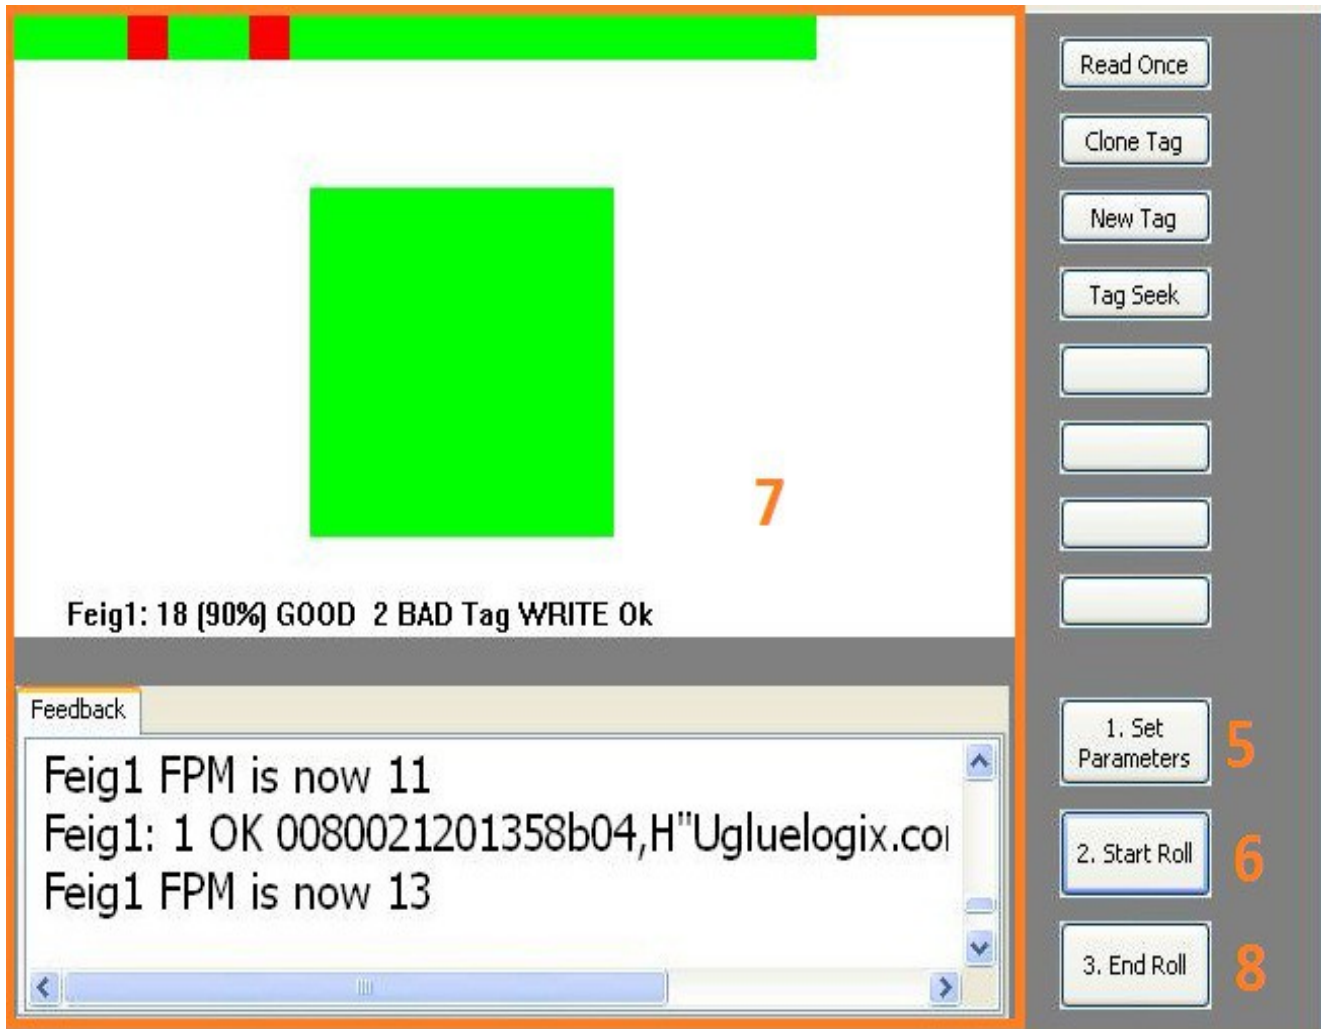 Read Once
Clone Tag
New Tag
Tag Seek
7
Feig1: 18 (90%) GOOD  2 BAD Tag WRITE Ok
Feedback
Feig1 FPM is now 11
Feig1: 1 OK 0080021201358b04,H"Ugluelogix.co
Feig1 FPM is now 13
1. Set
Parameters
5
2. Start Roll
6
3. End Roll
8